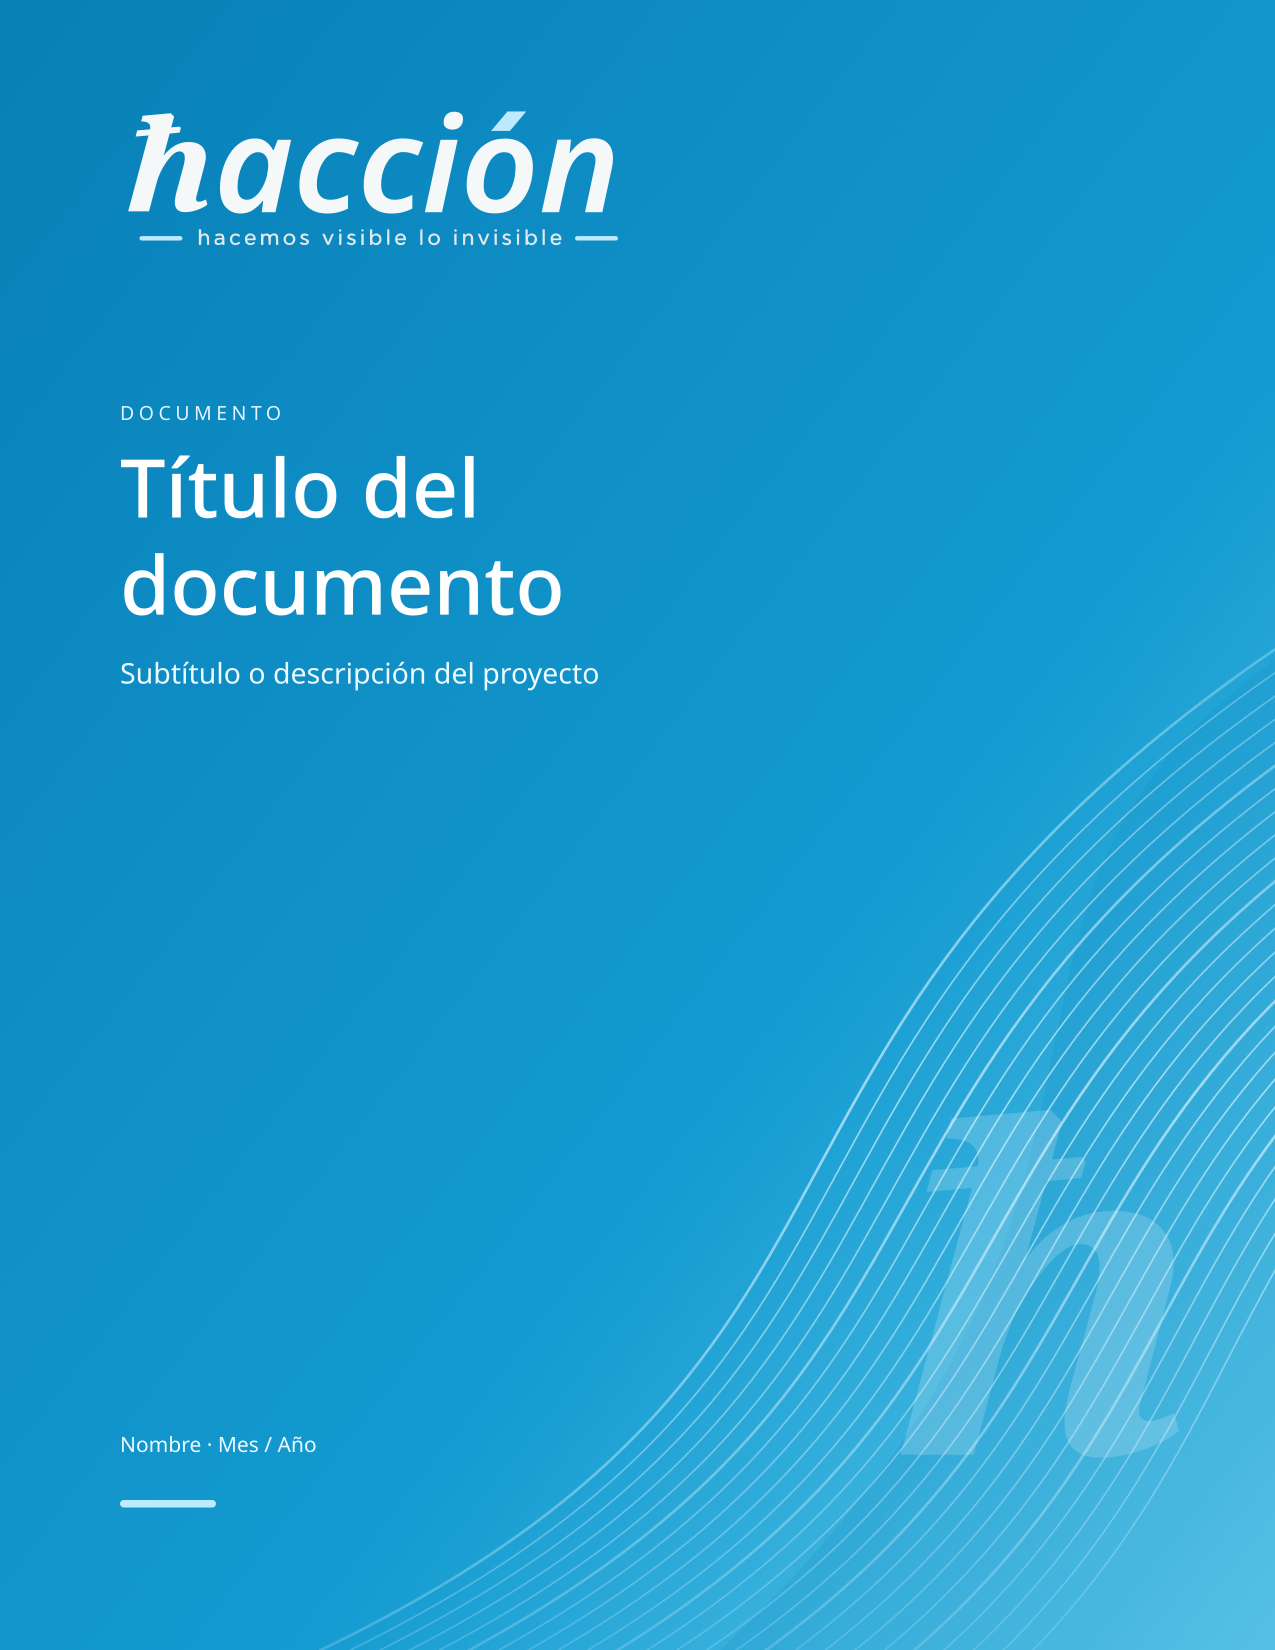 ħacción
hacemos visible lo invisible
DOCUMENTO
Título del
documento
Subtítulo o descripción del proyecto
ħ
Nombre · Mes / Año